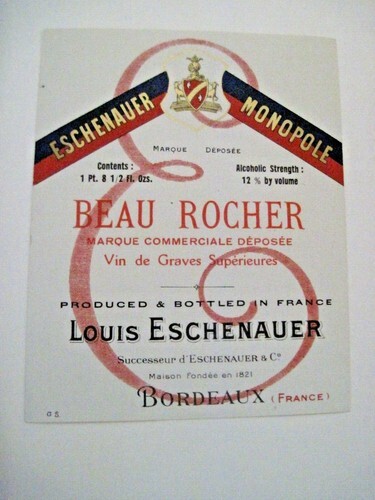 ESCHENAUER MONOPOLE
MARQUE DÉPOSÉE
Contents :
1 Pt. 8 1/2 Fl. Ozs.
Alcoholic Strength :
12 % by volume
BEAU ROCHER
MARQUE COMMERCIALE DÉPOSÉE
Vin de Graves Supérieures
PRODUCED & BOTTLED IN FRANCE
LOUIS ESCHENAUER
Successeur d'ESCHENAUER & Cº
Maison fondée en 1821
BORDEAUX (FRANCE)